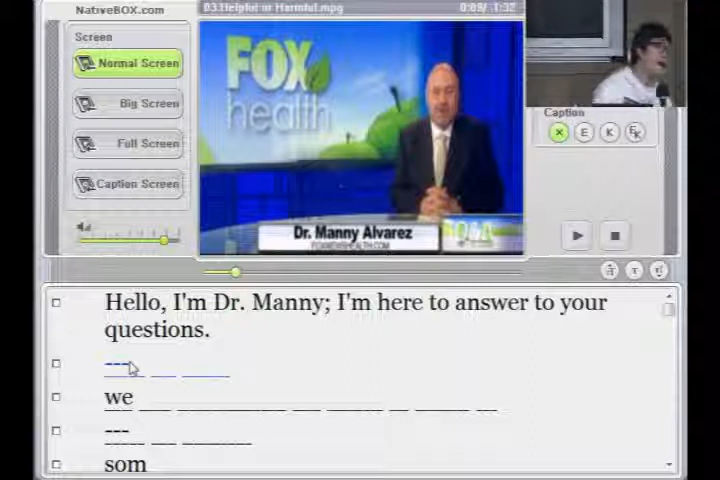 NativeBOX.com
03.Helpful or Harmful.mpg
0:09 / 1:32
Screen
Normal Screen
Big Screen
Full Screen
Caption Screen
FOX
health
Dr. Manny Alvarez
FOXNEWSHEALTH.COM
Q&A
Caption
× E K EK
Hello, I'm Dr. Manny; I'm here to answer to your
questions.
---
we
---
som